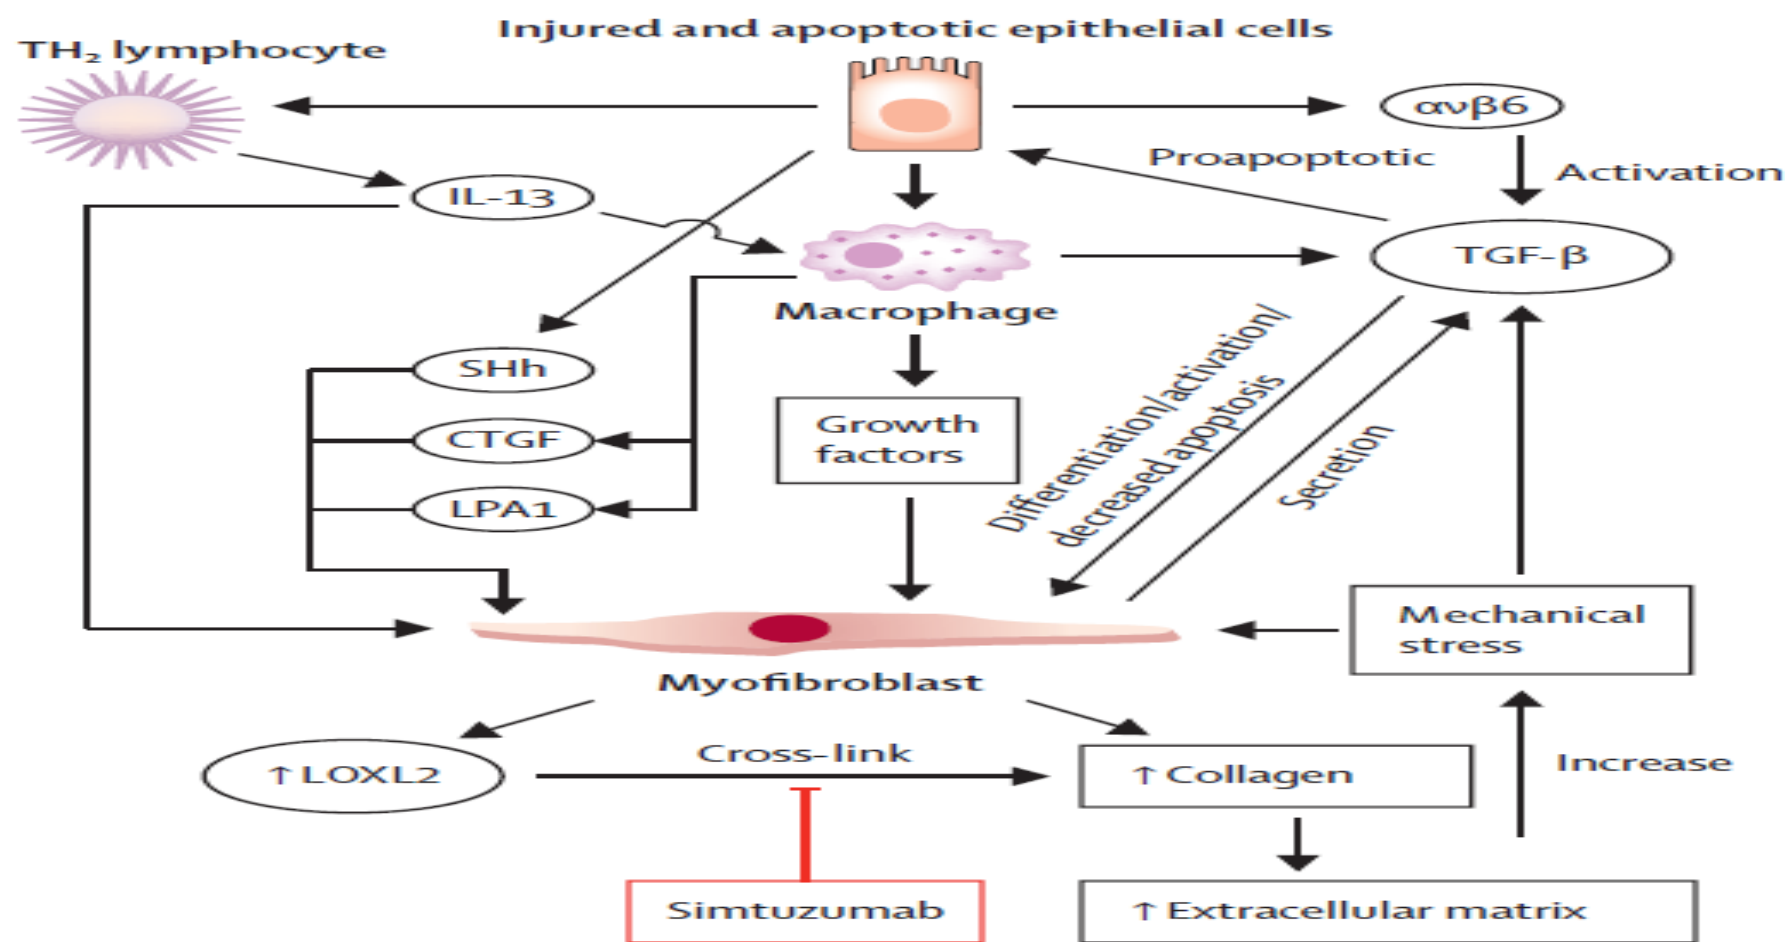 Injured and apoptotic epithelial cells
TH₂ lymphocyte
ανβ6
Proapoptotic
Activation
IL-13
TGF-β
Macrophage
SHh
CTGF
LPA1
Growth
factors
Differentiation/activation/
decreased apoptosis
Secretion
Mechanical
stress
Myofibroblast
↑ LOXL2
Cross-link
↑ Collagen
Increase
Simtuzumab
↑ Extracellular matrix